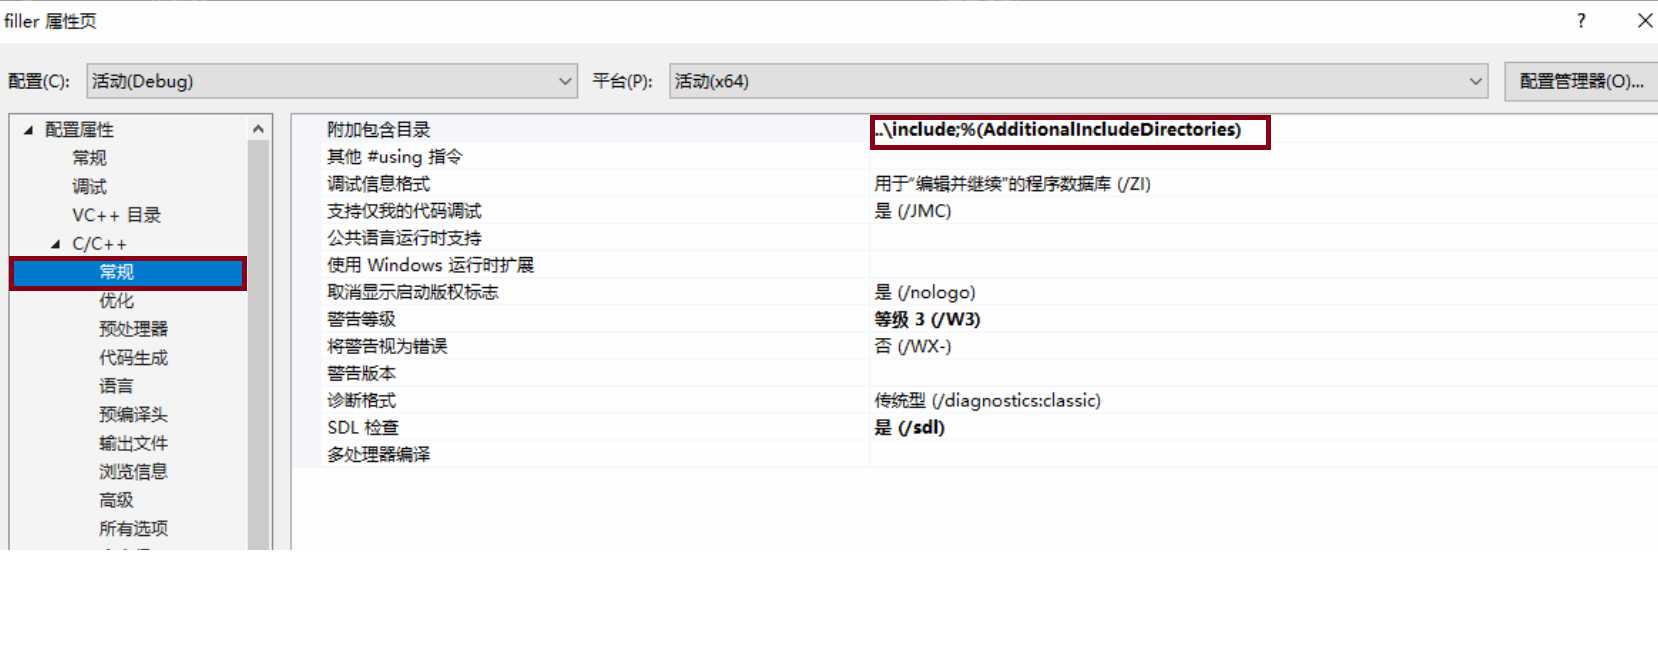 filler 属性页
?
配置(C):
活动(Debug)
平台(P):
活动(x64)
配置管理器(O)...
配置属性
常规
调试
VC++ 目录
C/C++
常规
优化
预处理器
代码生成
语言
预编译头
输出文件
浏览信息
高级
所有选项
附加包含目录 ..\include;%(AdditionalIncludeDirectories)
其他 #using 指令
调试信息格式 用于“编辑并继续”的程序数据库 (/ZI)
支持仅我的代码调试 是 (/JMC)
公共语言运行时支持
使用 Windows 运行时扩展
取消显示启动版权标志 是 (/nologo)
警告等级 等级 3 (/W3)
将警告视为错误 否 (/WX-)
警告版本
诊断格式 传统型 (/diagnostics:classic)
SDL 检查 是 (/sdl)
多处理器编译